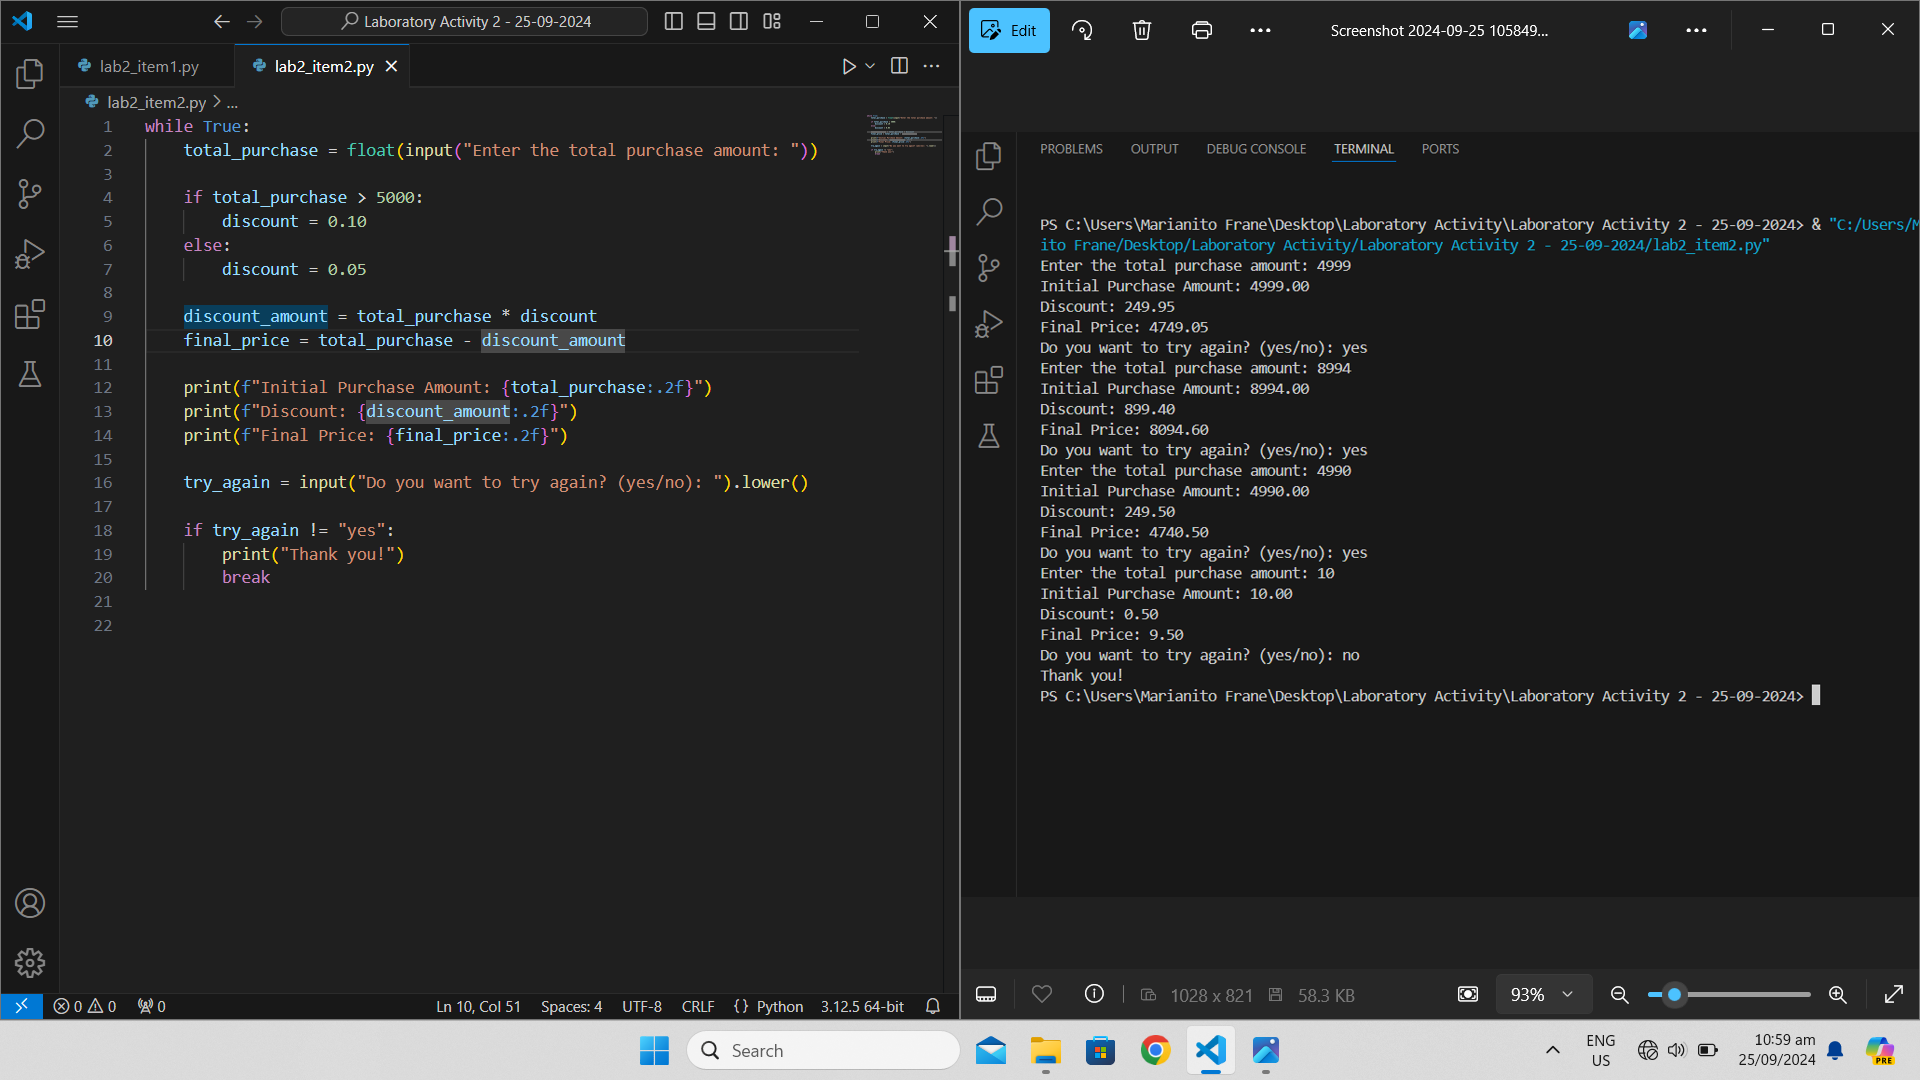 Laboratory Activity 2 - 25-09-2024
lab2_item1.py
lab2_item2.py
lab2_item2.py > ...
1 while True:
2     total_purchase = float(input("Enter the total purchase amount: "))
3
4     if total_purchase > 5000:
5         discount = 0.10
6     else:
7         discount = 0.05
8
9     discount_amount = total_purchase * discount
10     final_price = total_purchase - discount_amount
11
12     print(f"Initial Purchase Amount: {total_purchase:.2f}")
13     print(f"Discount: {discount_amount:.2f}")
14     print(f"Final Price: {final_price:.2f}")
15
16     try_again = input("Do you want to try again? (yes/no): ").lower()
17
18     if try_again != "yes":
19         print("Thank you!")
20         break
21
22
0 0 0
Ln 10, Col 51 Spaces: 4 UTF-8 CRLF {} Python 3.12.5 64-bit
Edit
Screenshot 2024-09-25 105849...
PROBLEMS OUTPUT DEBUG CONSOLE TERMINAL PORTS
PS C:\Users\Marianito Frane\Desktop\Laboratory Activity\Laboratory Activity 2 - 25-09-2024> & "C:/Users/M
ito Frane/Desktop/Laboratory Activity/Laboratory Activity 2 - 25-09-2024/lab2_item2.py"
Enter the total purchase amount: 4999
Initial Purchase Amount: 4999.00
Discount: 249.95
Final Price: 4749.05
Do you want to try again? (yes/no): yes
Enter the total purchase amount: 8994
Initial Purchase Amount: 8994.00
Discount: 899.40
Final Price: 8094.60
Do you want to try again? (yes/no): yes
Enter the total purchase amount: 4990
Initial Purchase Amount: 4990.00
Discount: 249.50
Final Price: 4740.50
Do you want to try again? (yes/no): yes
Enter the total purchase amount: 10
Initial Purchase Amount: 10.00
Discount: 0.50
Final Price: 9.50
Do you want to try again? (yes/no): no
Thank you!
PS C:\Users\Marianito Frane\Desktop\Laboratory Activity\Laboratory Activity 2 - 25-09-2024>
1028 x 821 58.3 KB
93%
Search
ENG
US
10:59 am
25/09/2024
PRE